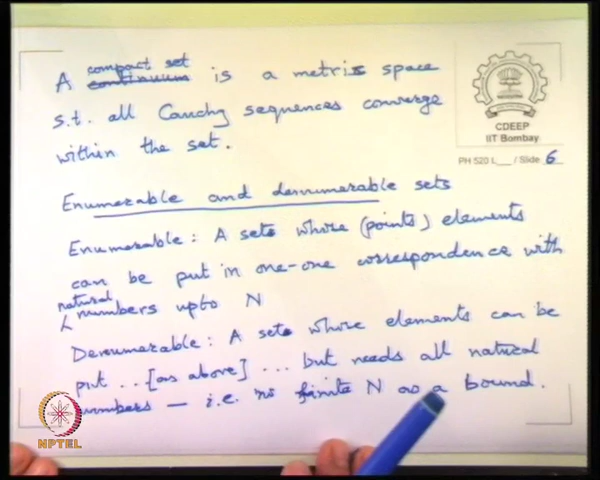 A compact set ~~continuum~~ is a metric space
s.t. all Cauchy sequences converge
within the set.
CDEEP
IIT Bombay
PH 520 L___/ Slide 6
Enumerable and denumerable sets
Enumerable: A set whose (points) elements
can be put in one-one correspondence with
natural numbers upto N
Denumerable: A set whose elements can be
put .. [as above] ... but needs all natural
numbers — i.e. no finite N as a bound.
NPTEL